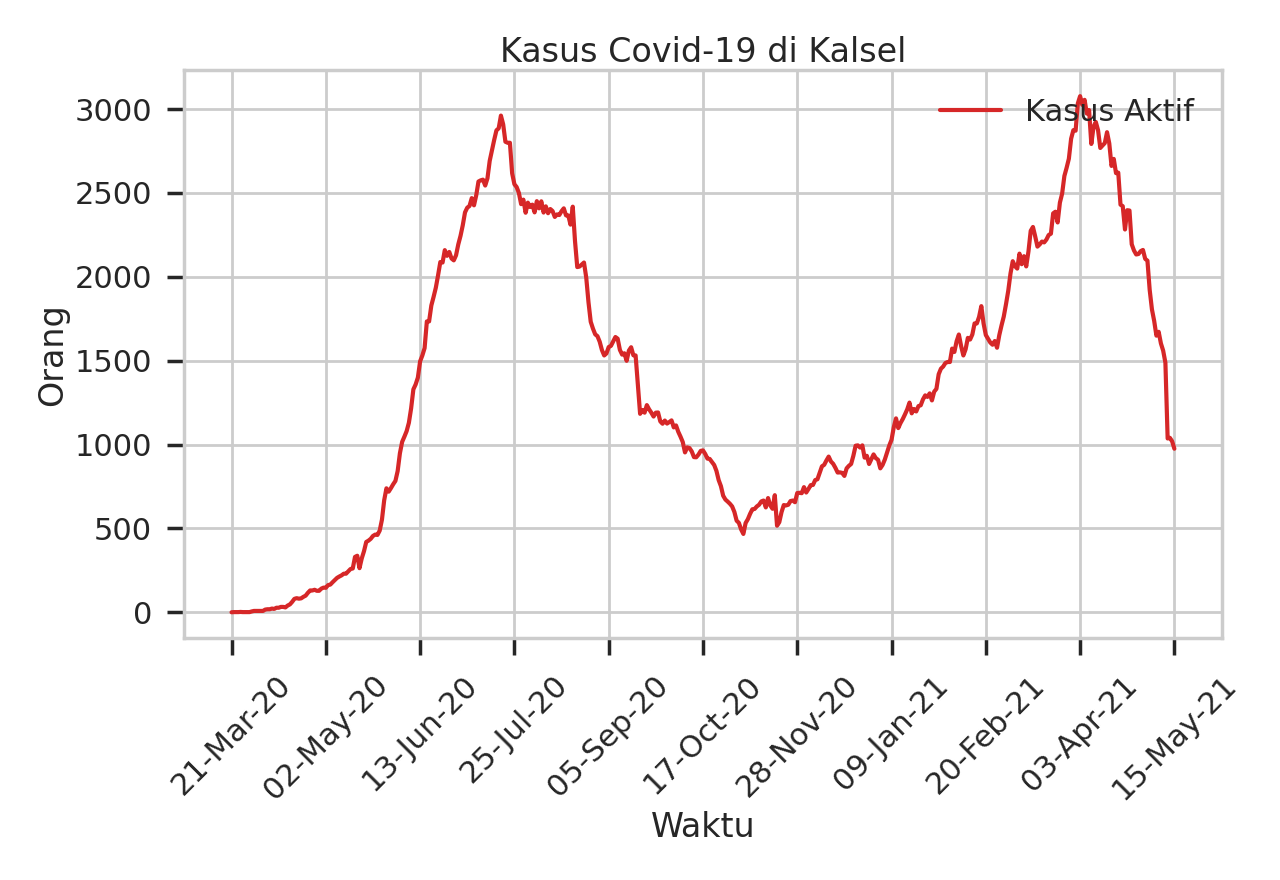 Kasus Covid-19 di Kalsel
Kasus Aktif
Orang
3000
2500
2000
1500
1000
500
0
21-Mar-20
02-May-20
13-Jun-20
25-Jul-20
05-Sep-20
17-Oct-20
28-Nov-20
09-Jan-21
20-Feb-21
03-Apr-21
15-May-21
Waktu